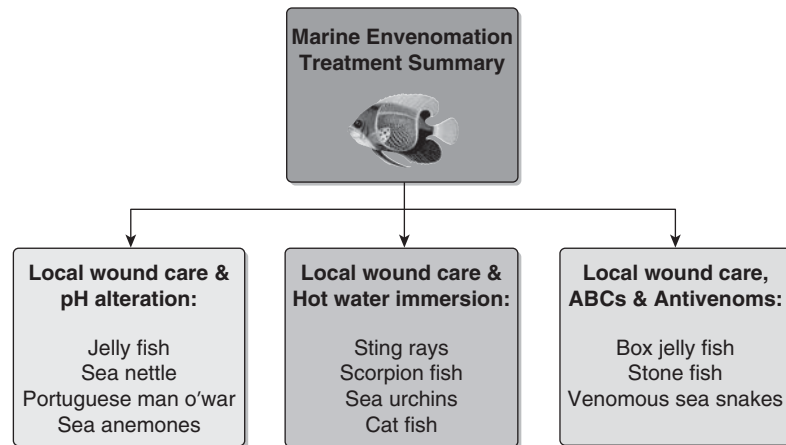 Marine Envenomation
Treatment Summary
Local wound care &
pH alteration:
Jelly fish
Sea nettle
Portuguese man o’war
Sea anemones
Local wound care &
Hot water immersion:
Sting rays
Scorpion fish
Sea urchins
Cat fish
Local wound care,
ABCs & Antivenoms:
Box jelly fish
Stone fish
Venomous sea snakes